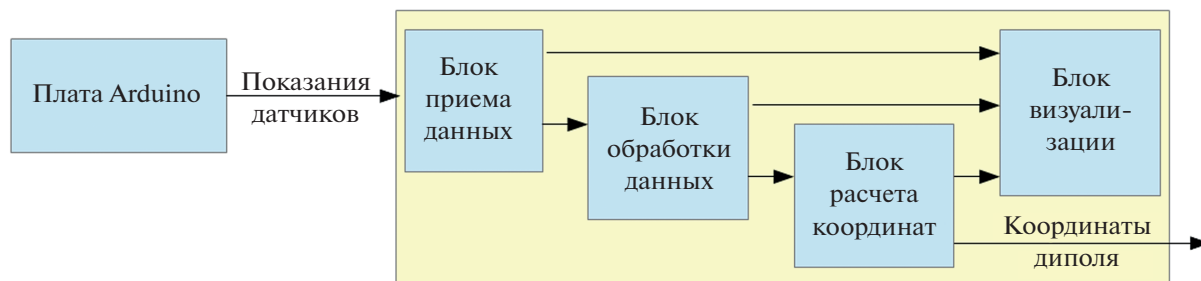 Плата Arduino
Показания
датчиков
Блок
приема
данных
Блок
обработки
данных
Блок
расчета
координат
Блок
визуали-
зации
Координаты
диполя